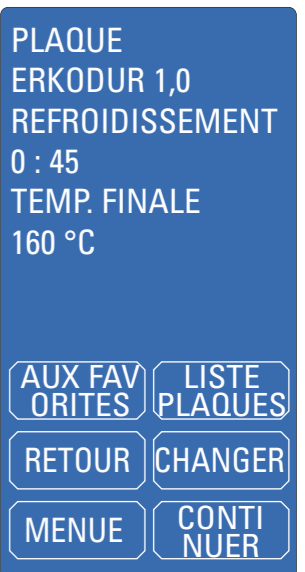 PLAQUE
ERKODUR 1,0
REFROIDISSEMENT
0 : 45
TEMP. FINALE
160 °C
AUX FAV
ORITES
LISTE
PLAQUES
RETOUR
CHANGER
MENUE
CONTI
NUER